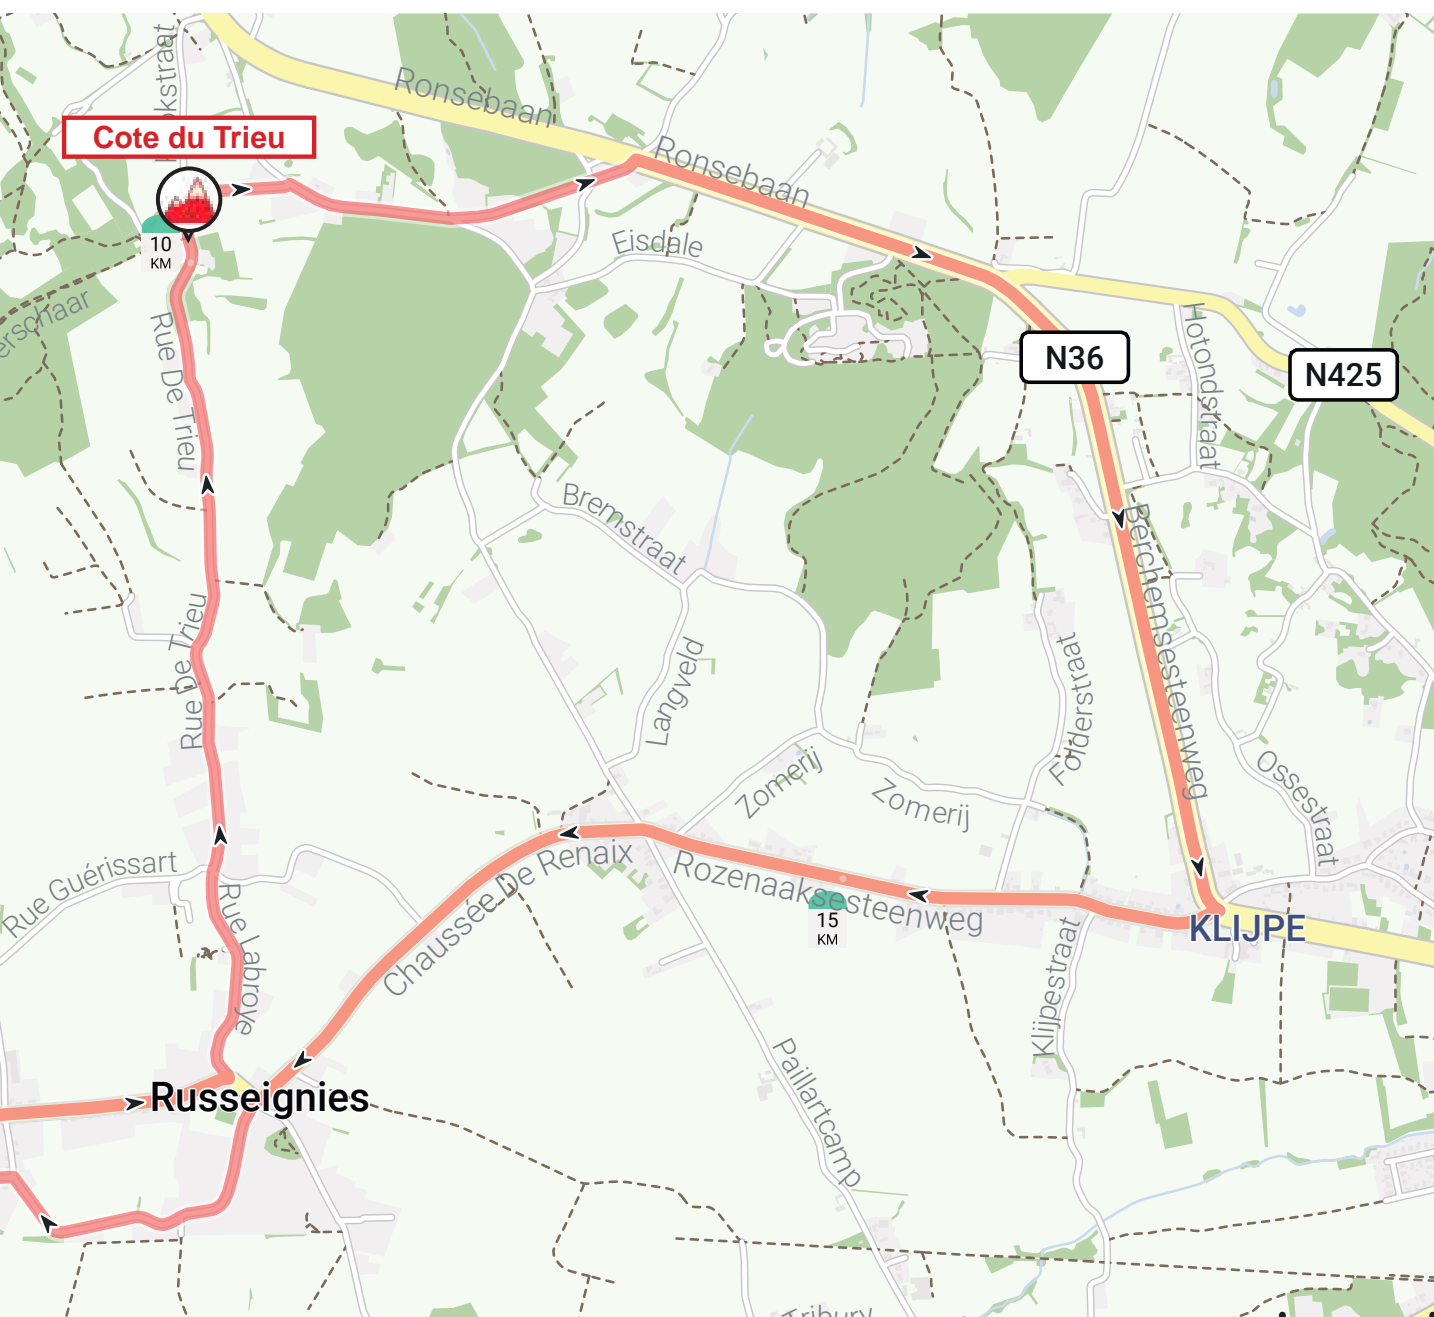 Ronsebaan
Cote du Trieu
Ronsebaan
10
KM
Eisdale
erschaar
Rue De Trieu
N36
N425
Hotondstraat
Bremstraat
Berchemsesteenweg
Rue De Trieu
Langveld
Folderstraat
Zomerij
Zomerij
Ossestraat
Rue Guérissart
Chaussée De Renaix
Rozenaaksesteenweg
15
KM
Rue Labroye
KLIJPE
Klijpestraat
Russeignies
Paillartcamp
Tribury